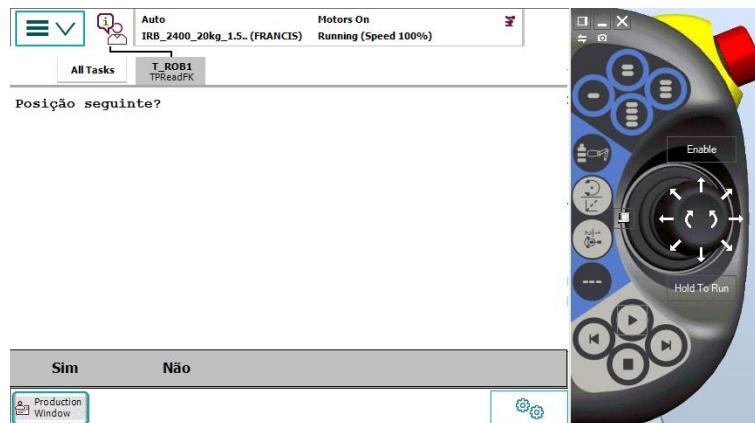 Auto
Motors On
IRB_2400_20kg_1.5.. (FRANCIS)
Running (Speed 100%)
All Tasks
T_ROB1
TPReadFK
Posição seguinte?
Sim
Não
Production
Window
Enable
Hold To Run